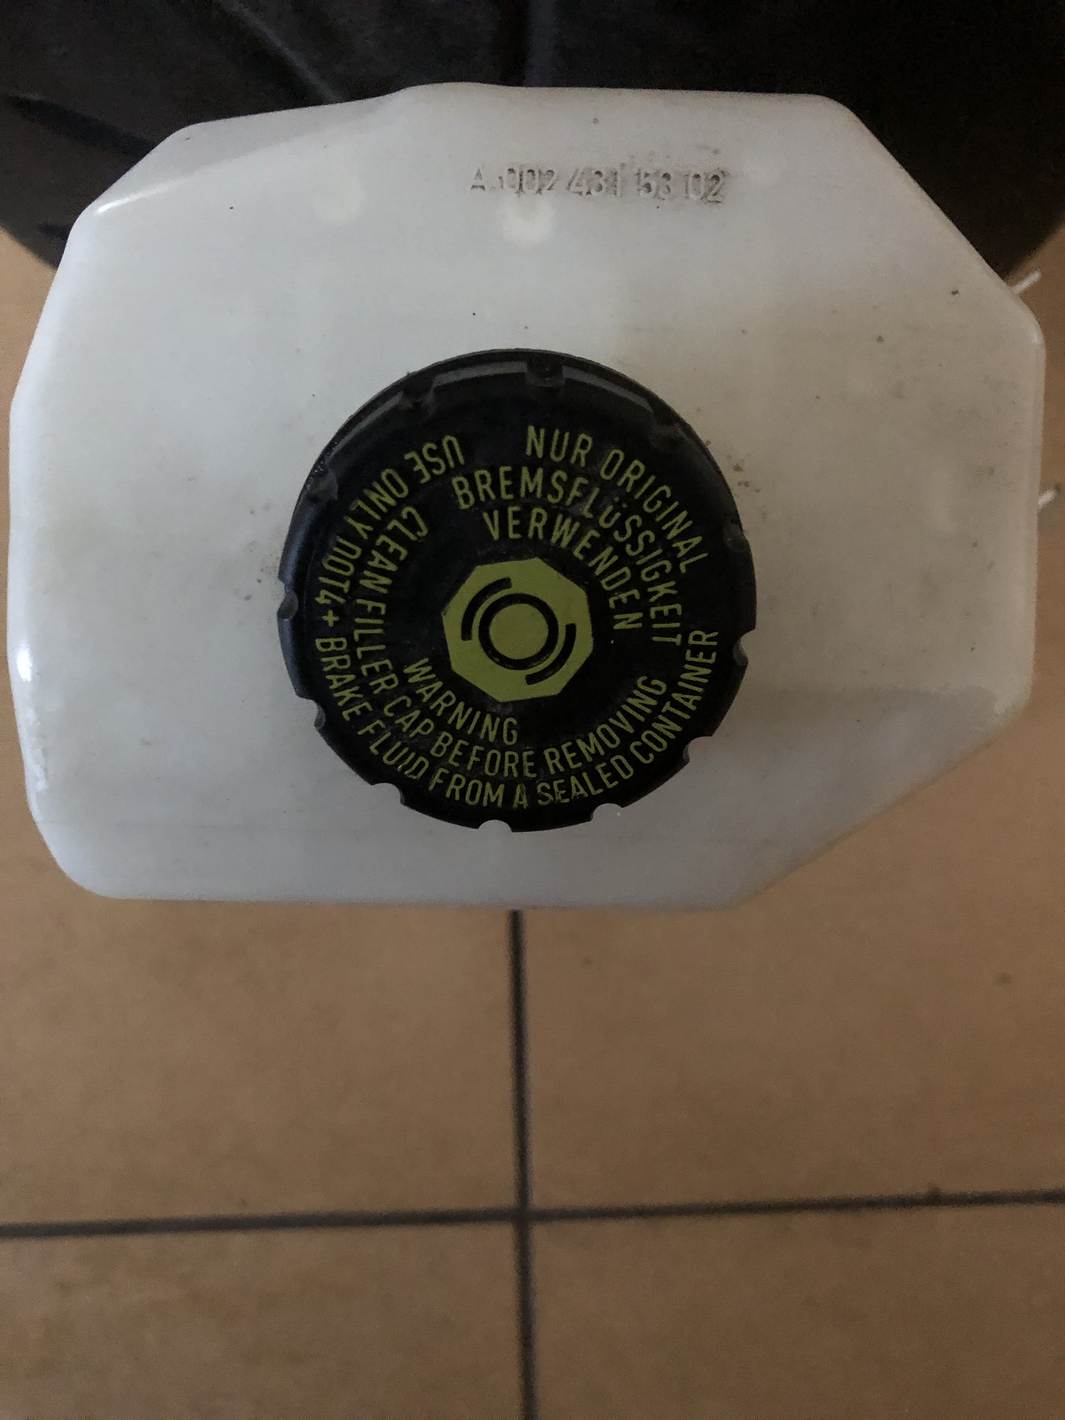 A 002 431 53 02
NUR ORIGINAL
BREMSFLÜSSIGKEIT
VERWENDEN
WARNING
CLEAN FILLER CAP BEFORE REMOVING
USE ONLY DOT4+ BRAKE FLUID FROM A SEALED CONTAINER